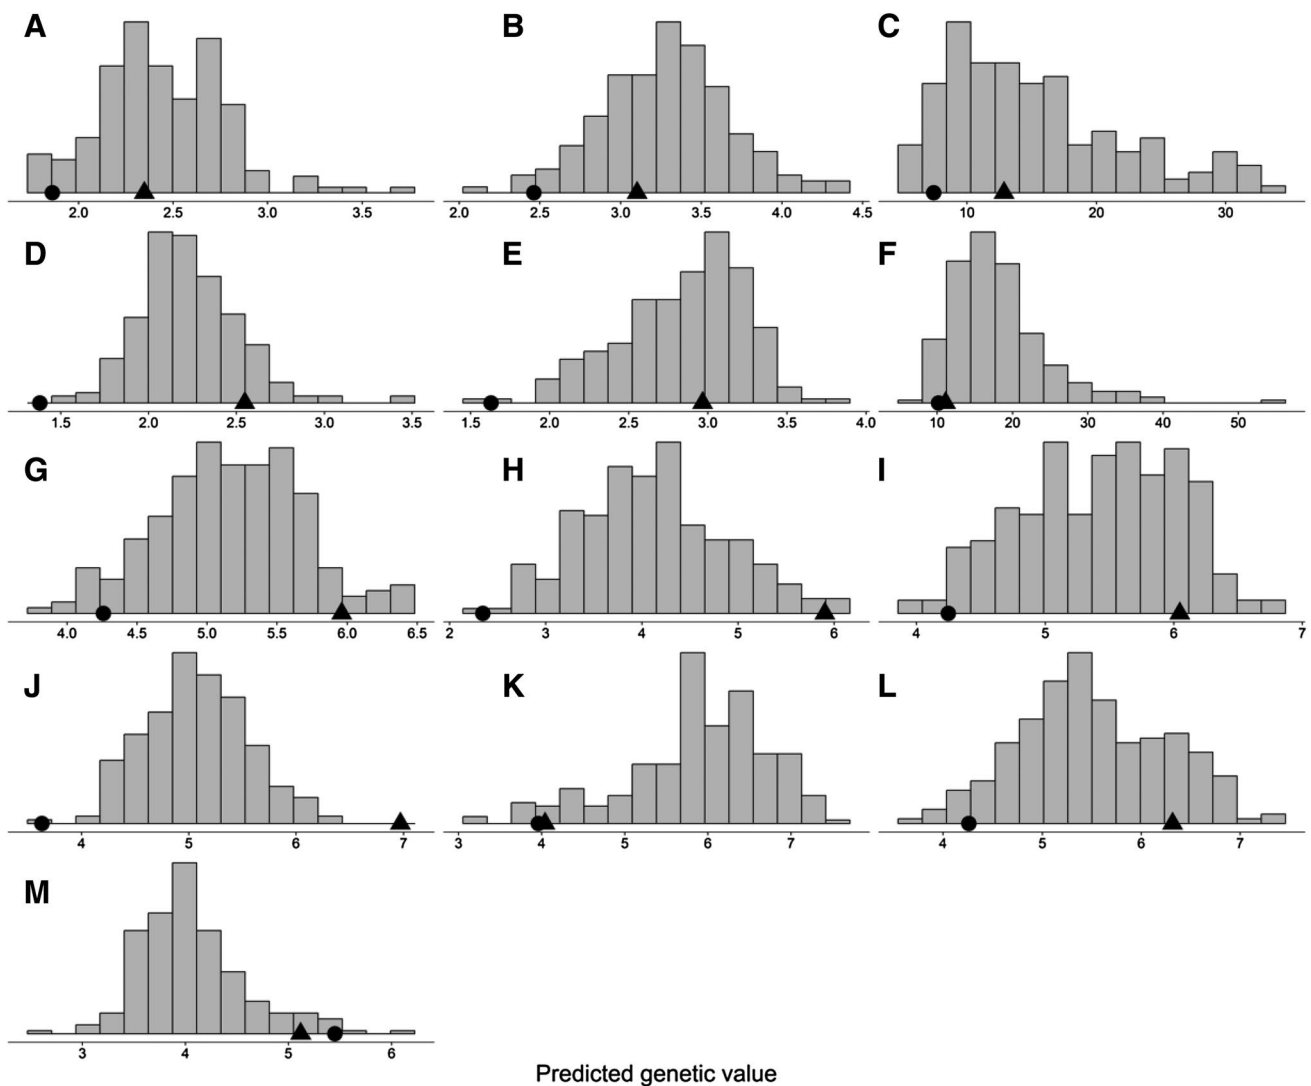 A B C
2.0 2.5 3.0 3.5 2.0 2.5 3.0 3.5 4.0 4.5 10 20 30
D E F
1.5 2.0 2.5 3.0 3.5 1.5 2.0 2.5 3.0 3.5 4.0 10 20 30 40 50
G H I
4.0 4.5 5.0 5.5 6.0 6.5 2 3 4 5 6 4 5 6 7
J K L
4 5 6 7 3 4 5 6 7 4 5 6 7
M
3 4 5 6
Predicted genetic value